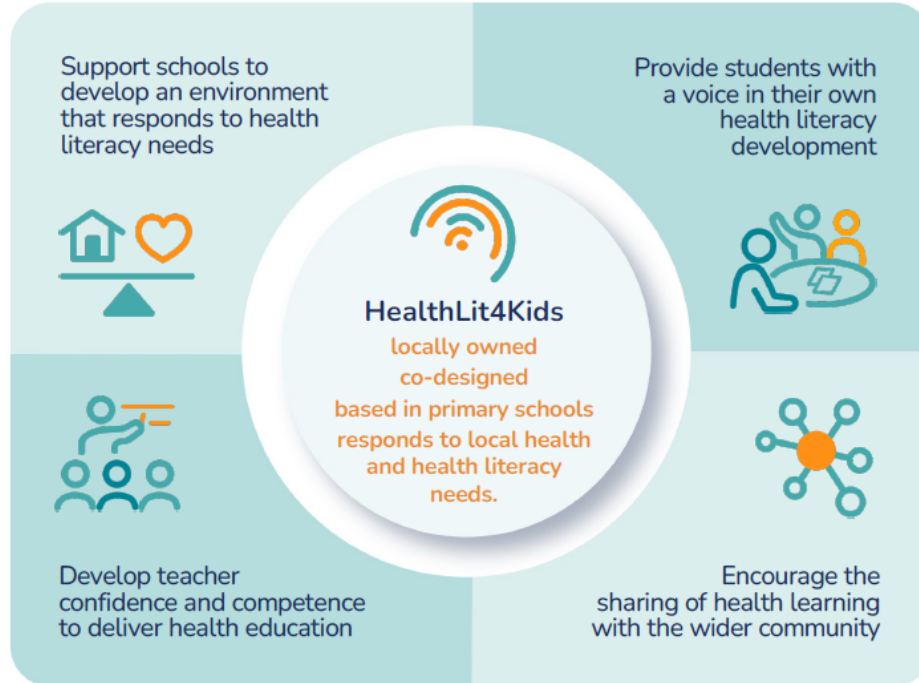 Support schools to
develop an environment
that responds to health
literacy needs
Provide students with
a voice in their own
health literacy
development
HealthLit4Kids
locally owned
co-designed
based in primary schools
responds to local health
and health literacy
needs.
Develop teacher
confidence and competence
to deliver health education
Encourage the
sharing of health learning
with the wider community